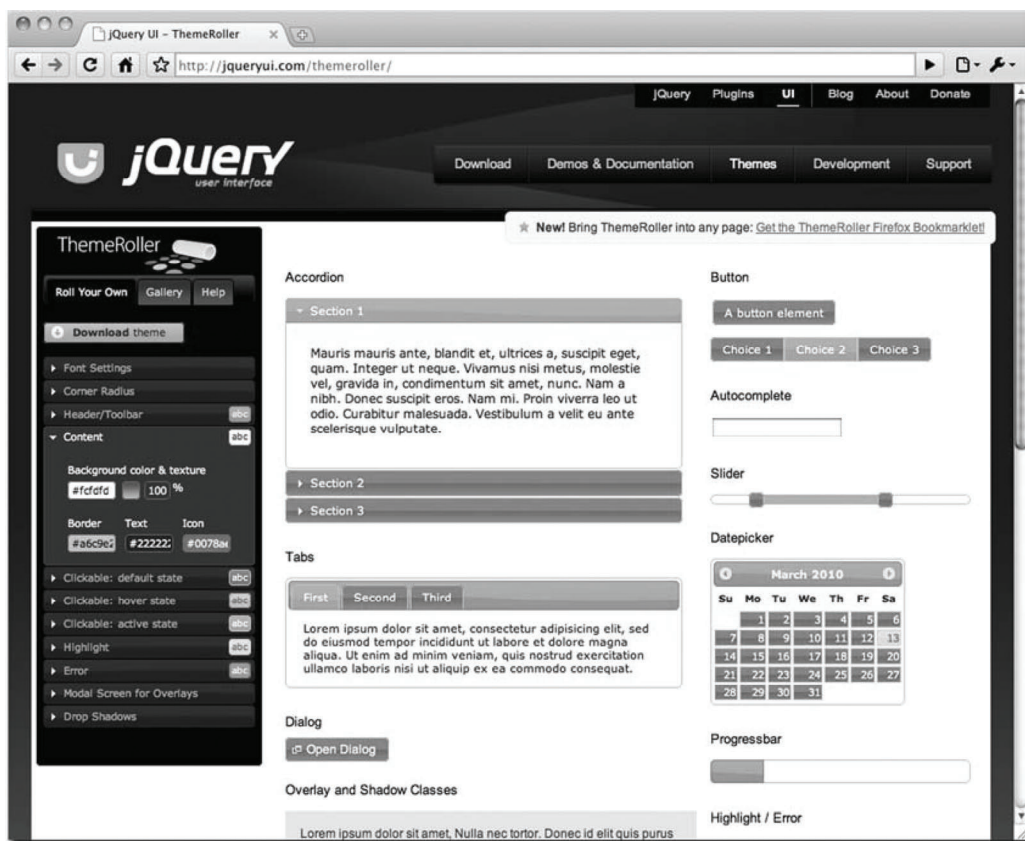 jQuery UI - ThemeRoller
http://jqueryui.com/themeroller/
jQuery Plugins UI Blog About Donate
jQuery
user interface
Download Demos & Documentation Themes Development Support
New! Bring ThemeRoller into any page: Get the ThemeRoller Firefox Bookmarklet!
ThemeRoller
Roll Your Own Gallery Help
Download theme
Font Settings
Corner Radius
Header/Toolbar abc
Content abc
Background color & texture
#fcfdfd 100 %
Border Text Icon
#a6c9e2 #222222 #0078ae
Clickable: default state abc
Clickable: hover state abc
Clickable: active state abc
Highlight abc
Error abc
Modal Screen for Overlays
Drop Shadows
Accordion
Section 1
Mauris mauris ante, blandit et, ultrices a, suscipit eget,
quam. Integer ut neque. Vivamus nisi metus, molestie
vel, gravida in, condimentum sit amet, nunc. Nam a
nibh. Donec suscipit eros. Nam mi. Proin viverra leo ut
odio. Curabitur malesuada. Vestibulum a velit eu ante
scelerisque vulputate.
Section 2
Section 3
Tabs
First Second Third
Lorem ipsum dolor sit amet, consectetur adipisicing elit, sed
do eiusmod tempor incididunt ut labore et dolore magna
aliqua. Ut enim ad minim veniam, quis nostrud exercitation
ullamco laboris nisi ut aliquip ex ea commodo consequat.
Dialog
Open Dialog
Overlay and Shadow Classes
Lorem ipsum dolor sit amet, Nulla nec tortor. Donec id elit quis purus
Button
A button element
Choice 1 Choice 2 Choice 3
Autocomplete
Slider
Datepicker
March 2010
Su Mo Tu We Th Fr Sa
1 2 3 4 5 6
7 8 9 10 11 12 13
14 15 16 17 18 19 20
21 22 23 24 25 26 27
28 29 30 31
Progressbar
Highlight / Error